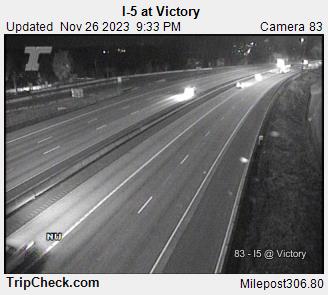 I-5 at Victory
Updated Nov 26 2023 9:33 PM Camera 83
T
NW
83 - I5 @ Victory
TripCheck.com Milepost306.80